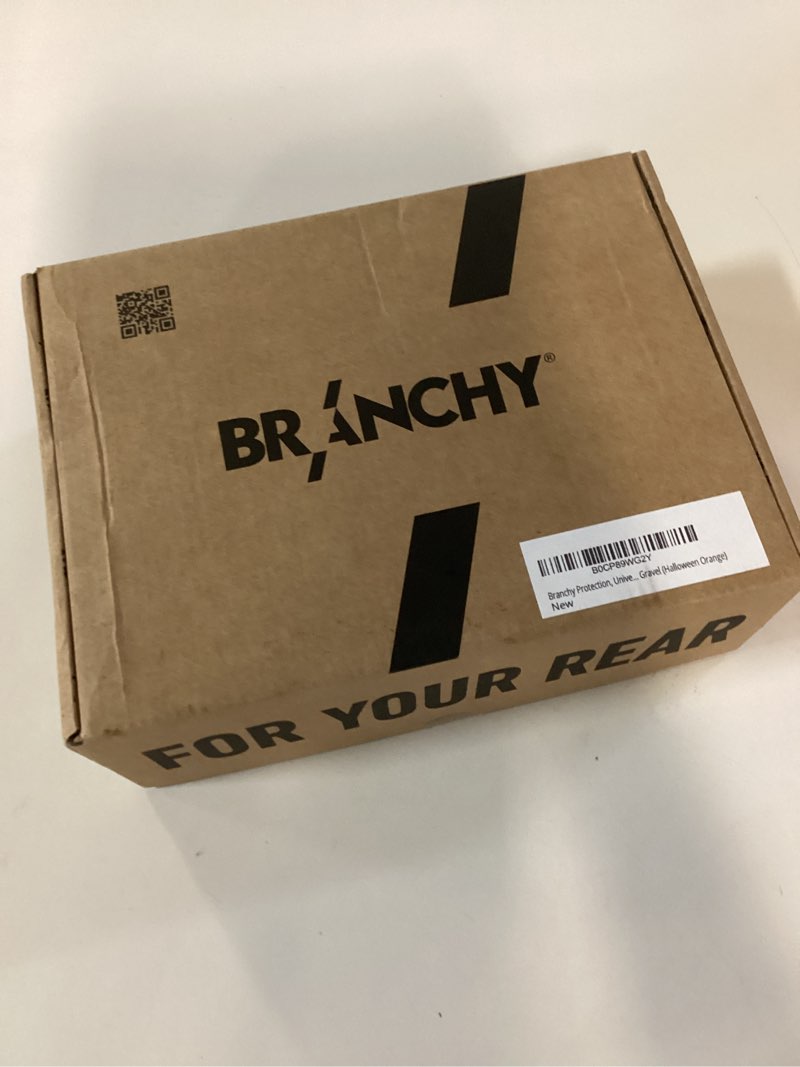 BRANCHY®
B0CP89WG2Y
Branchy Protection, Unive... Gravel (Halloween Orange)
New
FOR YOUR REAR